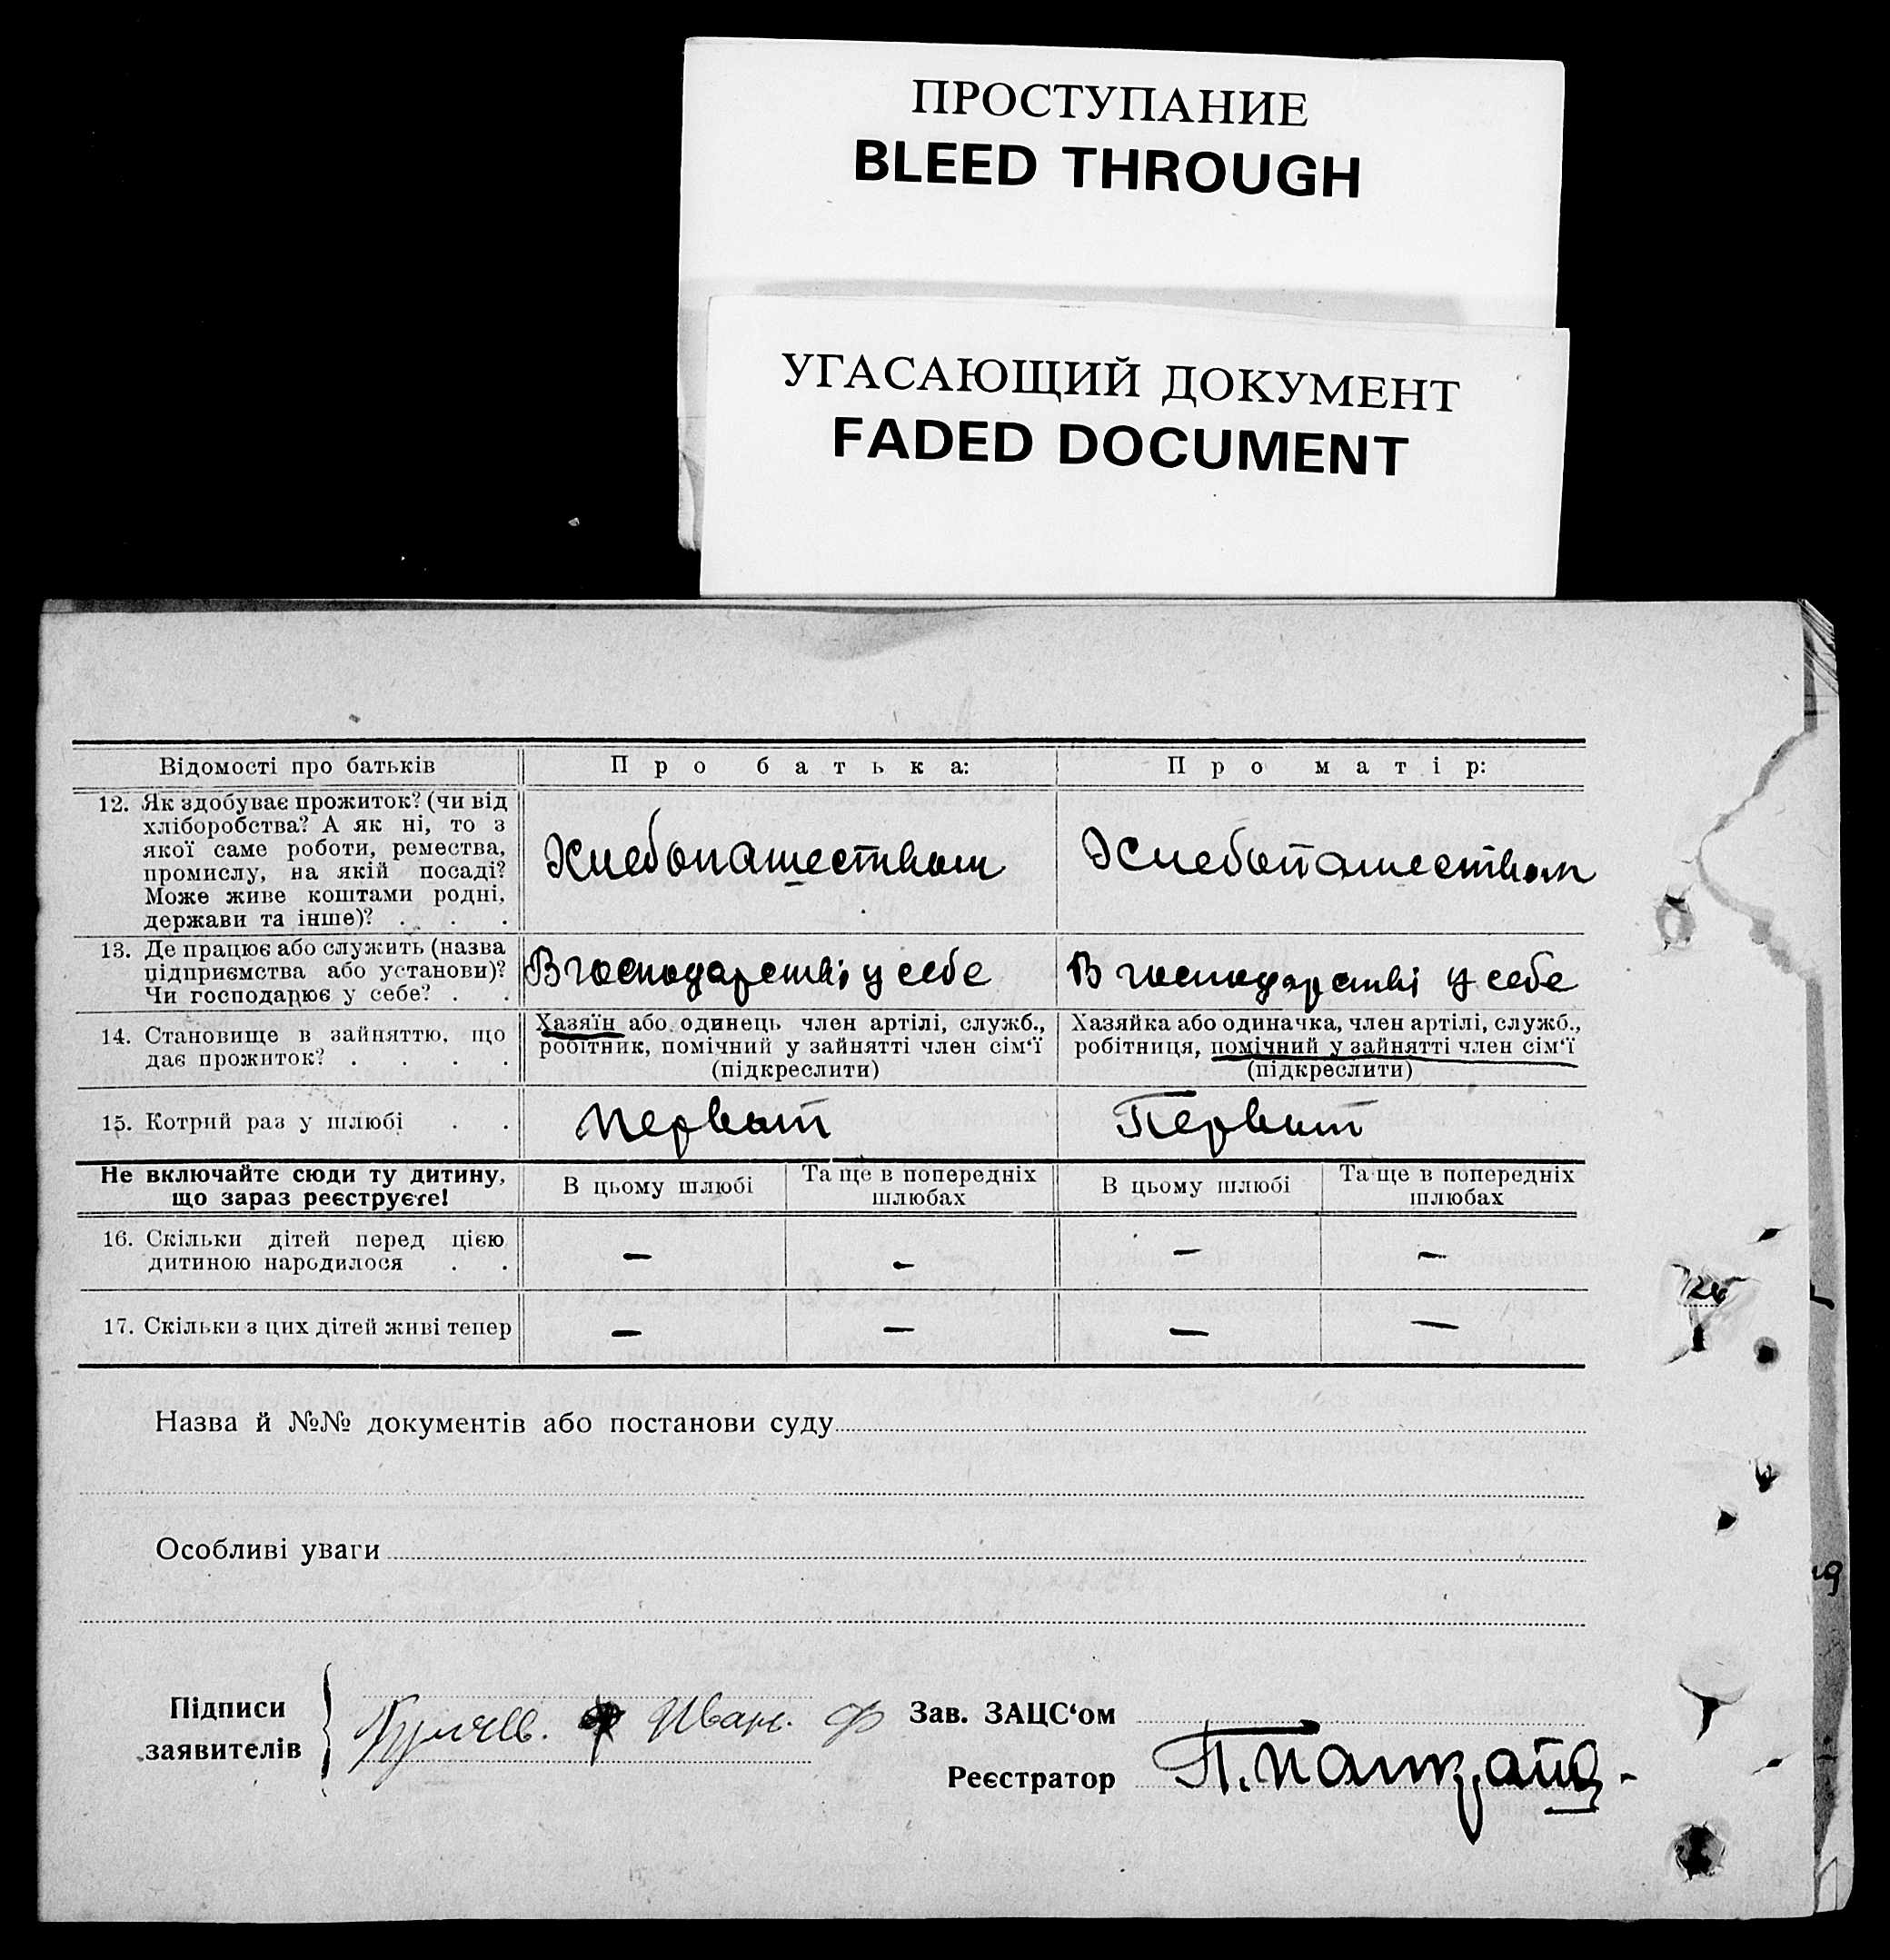 ПРОСТУПАНИЕ
BLEED THROUGH
УГАСАЮЩИЙ ДОКУМЕНТ
FADED DOCUMENT
Відомості про батьків Про батька: Про матір:
12. Як здобуває прожиток? (чи від
хліборобства? А як ні, то з
якої саме роботи, ремества,
промислу, на якій посаді?
Може живе коштами родні,
держави та інше)? . . .
Хлебопашеством Хлебопашеством
13. Де працює або служить (назва
підприємства або установи)?
Чи господарює у себе? . .
В господарстві у себе В господарстві у себе
14. Становище в зайняттю, що
дає прожиток? . . . .
Хазяїн або одинець член артілі, служб.,
робітник, помічний у зайнятті член сім‘ї
(підкреслити)
Хазяйка або одиначка, член артілі, служб.,
робітниця, помічний у зайнятті член сім‘ї
(підкреслити)
15. Котрий раз у шлюбі . . Первий Первий
Не включайте сюди ту дитину,
що зараз реєструєте!
В цьому шлюбі Та ще в попередніх
шлюбах
В цьому шлюбі Та ще в попередніх
шлюбах
16. Скільки дітей перед цією
дитиною народилося . .
— — — —
17. Скільки з цих дітей живі тепер — — — —
Назва й №№ документів або постанови суду
Особливі уваги
Підписи
заявителів
Иван. Ф
Зав. ЗАЦС‘ом
Реєстратор П.